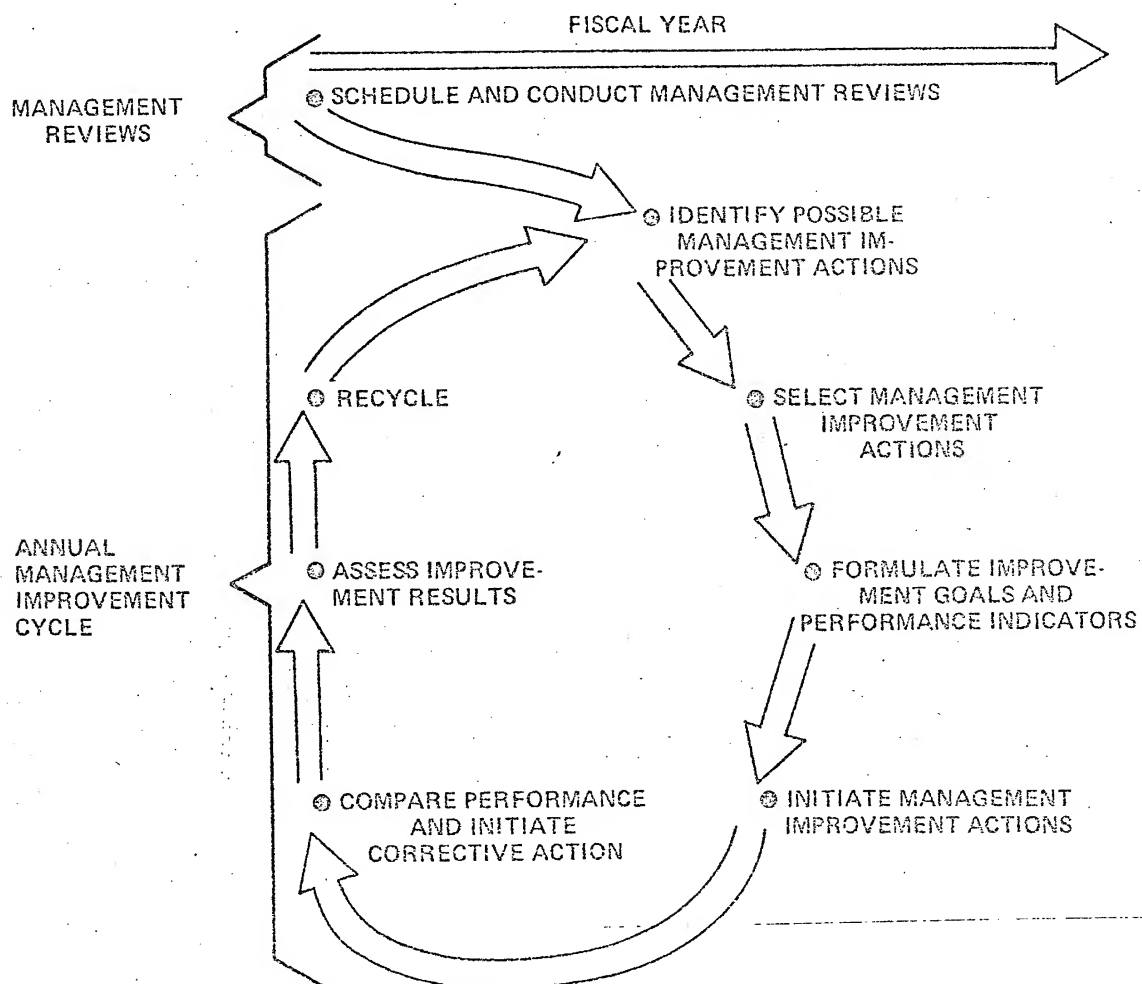 FISCAL YEAR
MANAGEMENT
REVIEWS
SCHEDULE AND CONDUCT MANAGEMENT REVIEWS
IDENTIFY POSSIBLE
MANAGEMENT IM-
PROVEMENT ACTIONS
RECYCLE
SELECT MANAGEMENT
IMPROVEMENT
ACTIONS
ANNUAL
MANAGEMENT
IMPROVEMENT
CYCLE
ASSESS IMPROVE-
MENT RESULTS
FORMULATE IMPROVE-
MENT GOALS AND
PERFORMANCE INDICATORS
COMPARE PERFORMANCE
AND INITIATE
CORRECTIVE ACTION
INITIATE MANAGEMENT
IMPROVEMENT ACTIONS